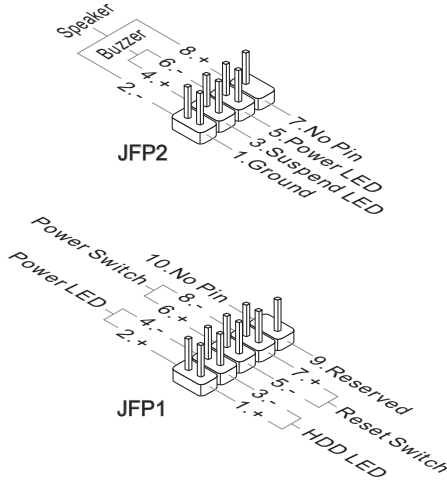 Speaker
Buzzer
8.+
6.-
4.+
2.-
7.No Pin
5.Power LED
3.Suspend LED
1.Ground
JFP2
Power Switch
Power LED
10.No Pin
8.-
6.+
4.-
2.+
9.Reserved
7.+
5.-
3.-
1.+
Reset Switch
HDD LED
JFP1